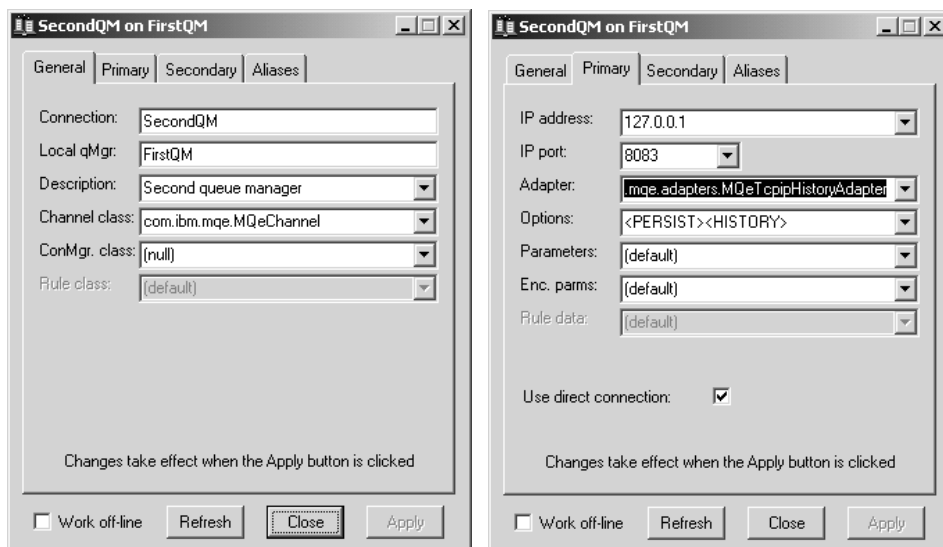 SecondQM on FirstQM
General Primary Secondary Aliases
Connection: SecondQM
Local qMgr: FirstQM
Description: Second queue manager
Channel class: com.ibm.mqe.MQeChannel
ConMgr. class: (null)
Rule class: (default)
Changes take effect when the Apply button is clicked
Work off-line Refresh Close Apply
SecondQM on FirstQM
General Primary Secondary Aliases
IP address: 127.0.0.1
IP port: 8083
Adapter: .mqe.adapters.MQeTcpipHistoryAdapter
Options: <PERSIST><HISTORY>
Parameters: (default)
Enc. parms: (default)
Rule data: (default)
Use direct connection:
Changes take effect when the Apply button is clicked
Work off-line Refresh Close Apply